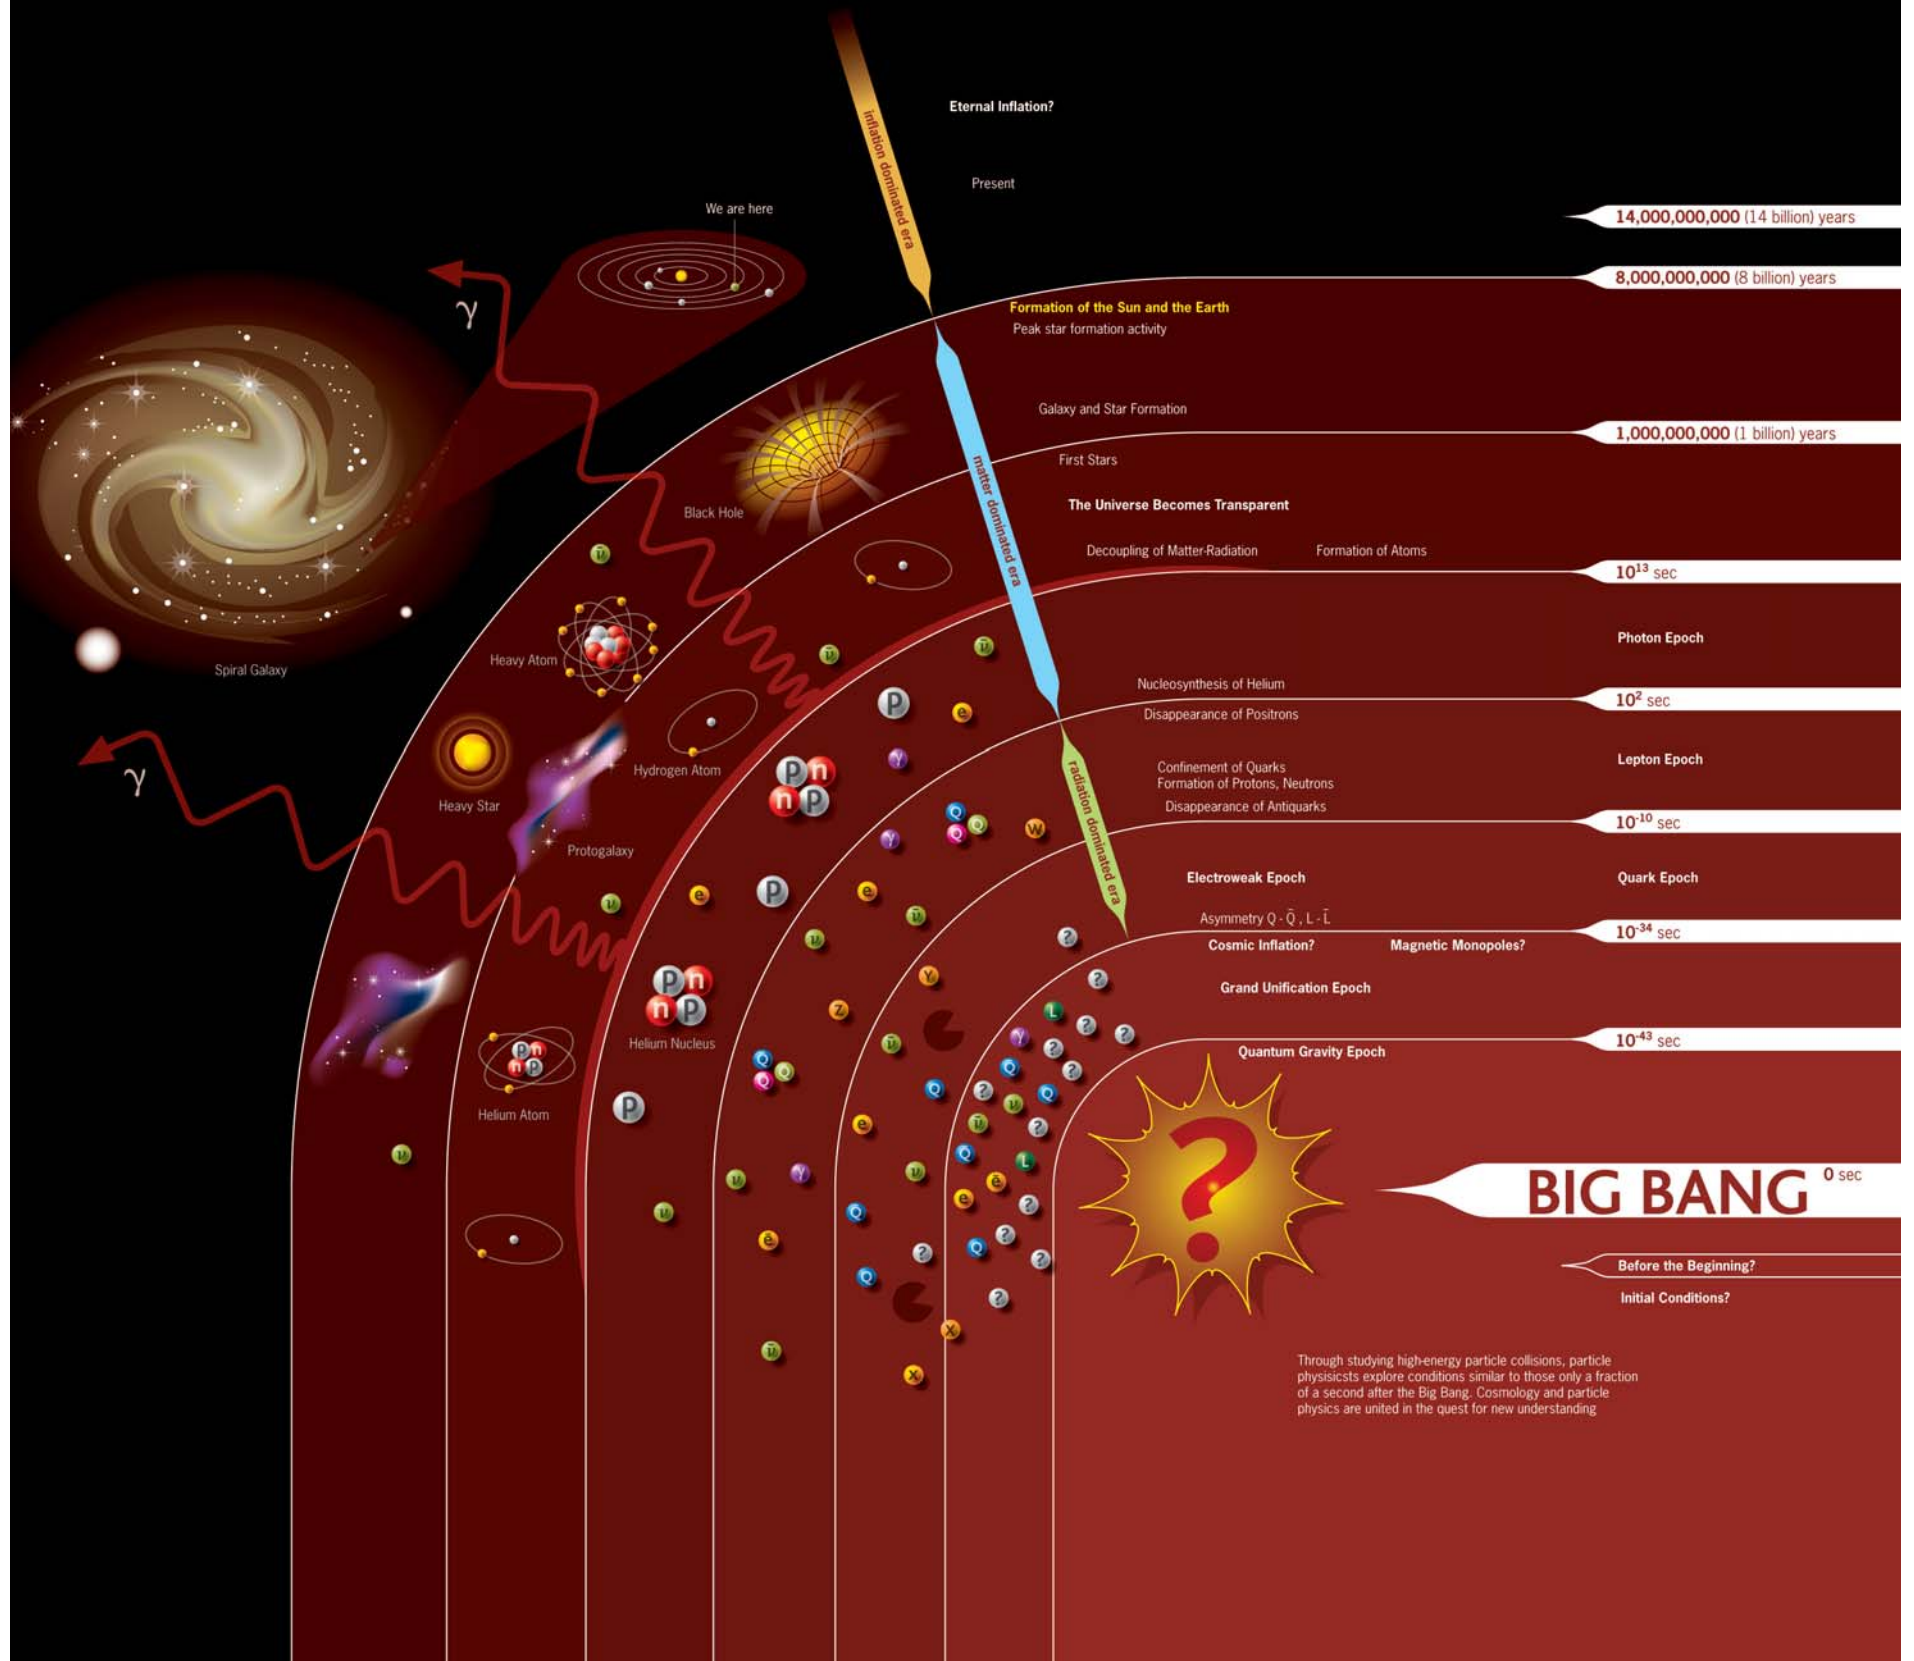 Eternal Inflation?
inflation dominated era
Present
We are here
14,000,000,000 (14 billion) years
8,000,000,000 (8 billion) years
γ
Formation of the Sun and the Earth
Peak star formation activity
Galaxy and Star Formation
1,000,000,000 (1 billion) years
matter dominated era
First Stars
The Universe Becomes Transparent
Black Hole
Decoupling of Matter-Radiation
Formation of Atoms
10¹³ sec
ν̄
Photon Epoch
ν̄
ν̄
Heavy Atom
Spiral Galaxy
Nucleosynthesis of Helium
10² sec
P
e
Disappearance of Positrons
γ
Lepton Epoch
radiation dominated era
Confinement of Quarks
Formation of Protons, Neutrons
Disappearance of Antiquarks
P n
n P
Hydrogen Atom
γ
Heavy Star
Q
Q Q
W
10⁻¹⁰ sec
γ
Protogalaxy
Electroweak Epoch
Quark Epoch
e
P
e
ν
ν̄
Asymmetry Q - Q̄ , L - L̄
10⁻³⁴ sec
ν
?
Cosmic Inflation?
Magnetic Monopoles?
P n
n P
Y
?
Grand Unification Epoch
Z
L
?
?
γ
10⁻⁴³ sec
Helium Nucleus
ν̄
?
Quantum Gravity Epoch
P n
n P
Q
Q Q
Q
?
Q
?
Q
Helium Atom
P
ν
ν̄
?
e
Q
L
ν
ν
γ
ν
ē
?
BIG BANG 0 sec
e
?
ν
Q
?
ē
?
Q
?
Before the Beginning?
Q
?
Initial Conditions?
X
ν̄
X
Through studying high-energy particle collisions, particle
physisicsts explore conditions similar to those only a fraction
of a second after the Big Bang. Cosmology and particle
physics are united in the quest for new understanding